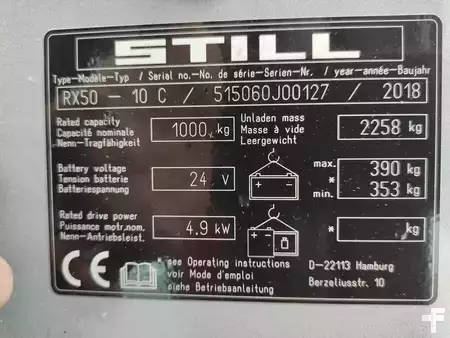 STILL
Type-Modèle-Typ / Serial no.-No. de série-Serien-Nr. / year-année-Baujahr
RX50 - 10 C / 515060J00127 / 2018
Rated capacity
Capacité nominale
Nenn-Tragfähigkeit
1000 kg
Unladen mass
Masse à vide
Leergewicht
2258 kg
Battery voltage
Tension batterie
Batteriespannung
24 V
max. 390 kg
*
min. 353 kg
Rated drive power
Puissance motr.nom.
Nenn-Antriebsleist.
4.9 kW
* kg
CE
see Operating instructions
voir Mode d'emploi
siehe Betriebsanleitung
D-22113 Hamburg
Berzeliusstr. 10